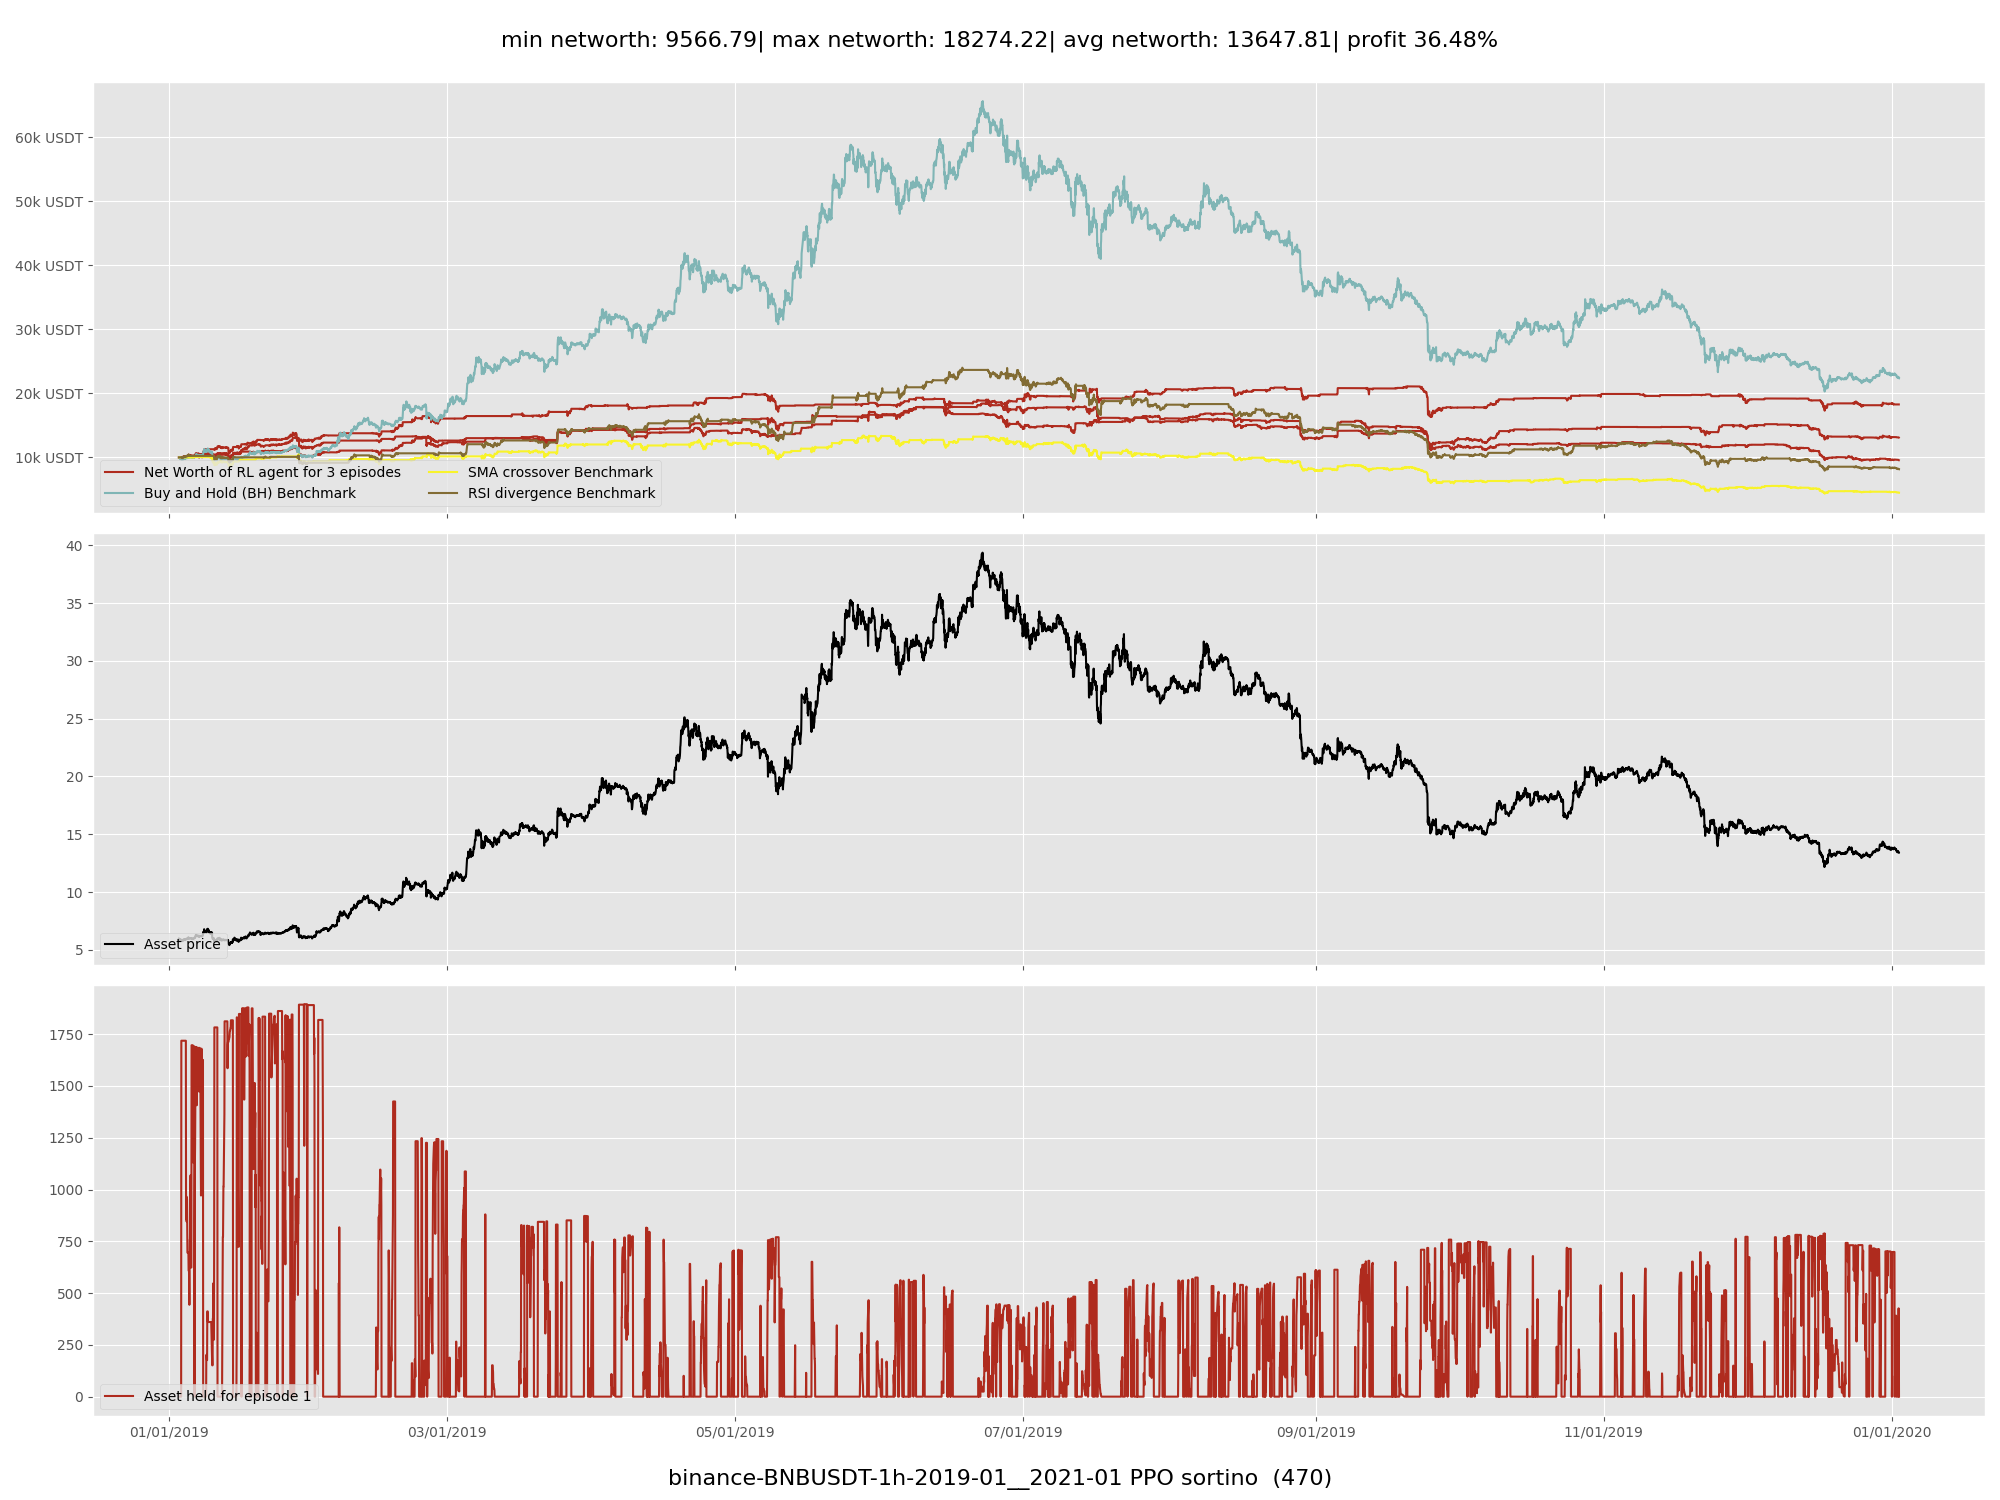 min networth: 9566.79| max networth: 18274.22| avg networth: 13647.81| profit 36.48%
60k USDT
50k USDT
40k USDT
30k USDT
20k USDT
10k USDT
Net Worth of RL agent for 3 episodes
Buy and Hold (BH) Benchmark
SMA crossover Benchmark
RSI divergence Benchmark
40
35
30
25
20
15
10
5
Asset price
1750
1500
1250
1000
750
500
250
0
Asset held for episode 1
01/01/2019
03/01/2019
05/01/2019
07/01/2019
09/01/2019
11/01/2019
01/01/2020
binance-BNBUSDT-1h-2019-01__2021-01 PPO sortino (470)